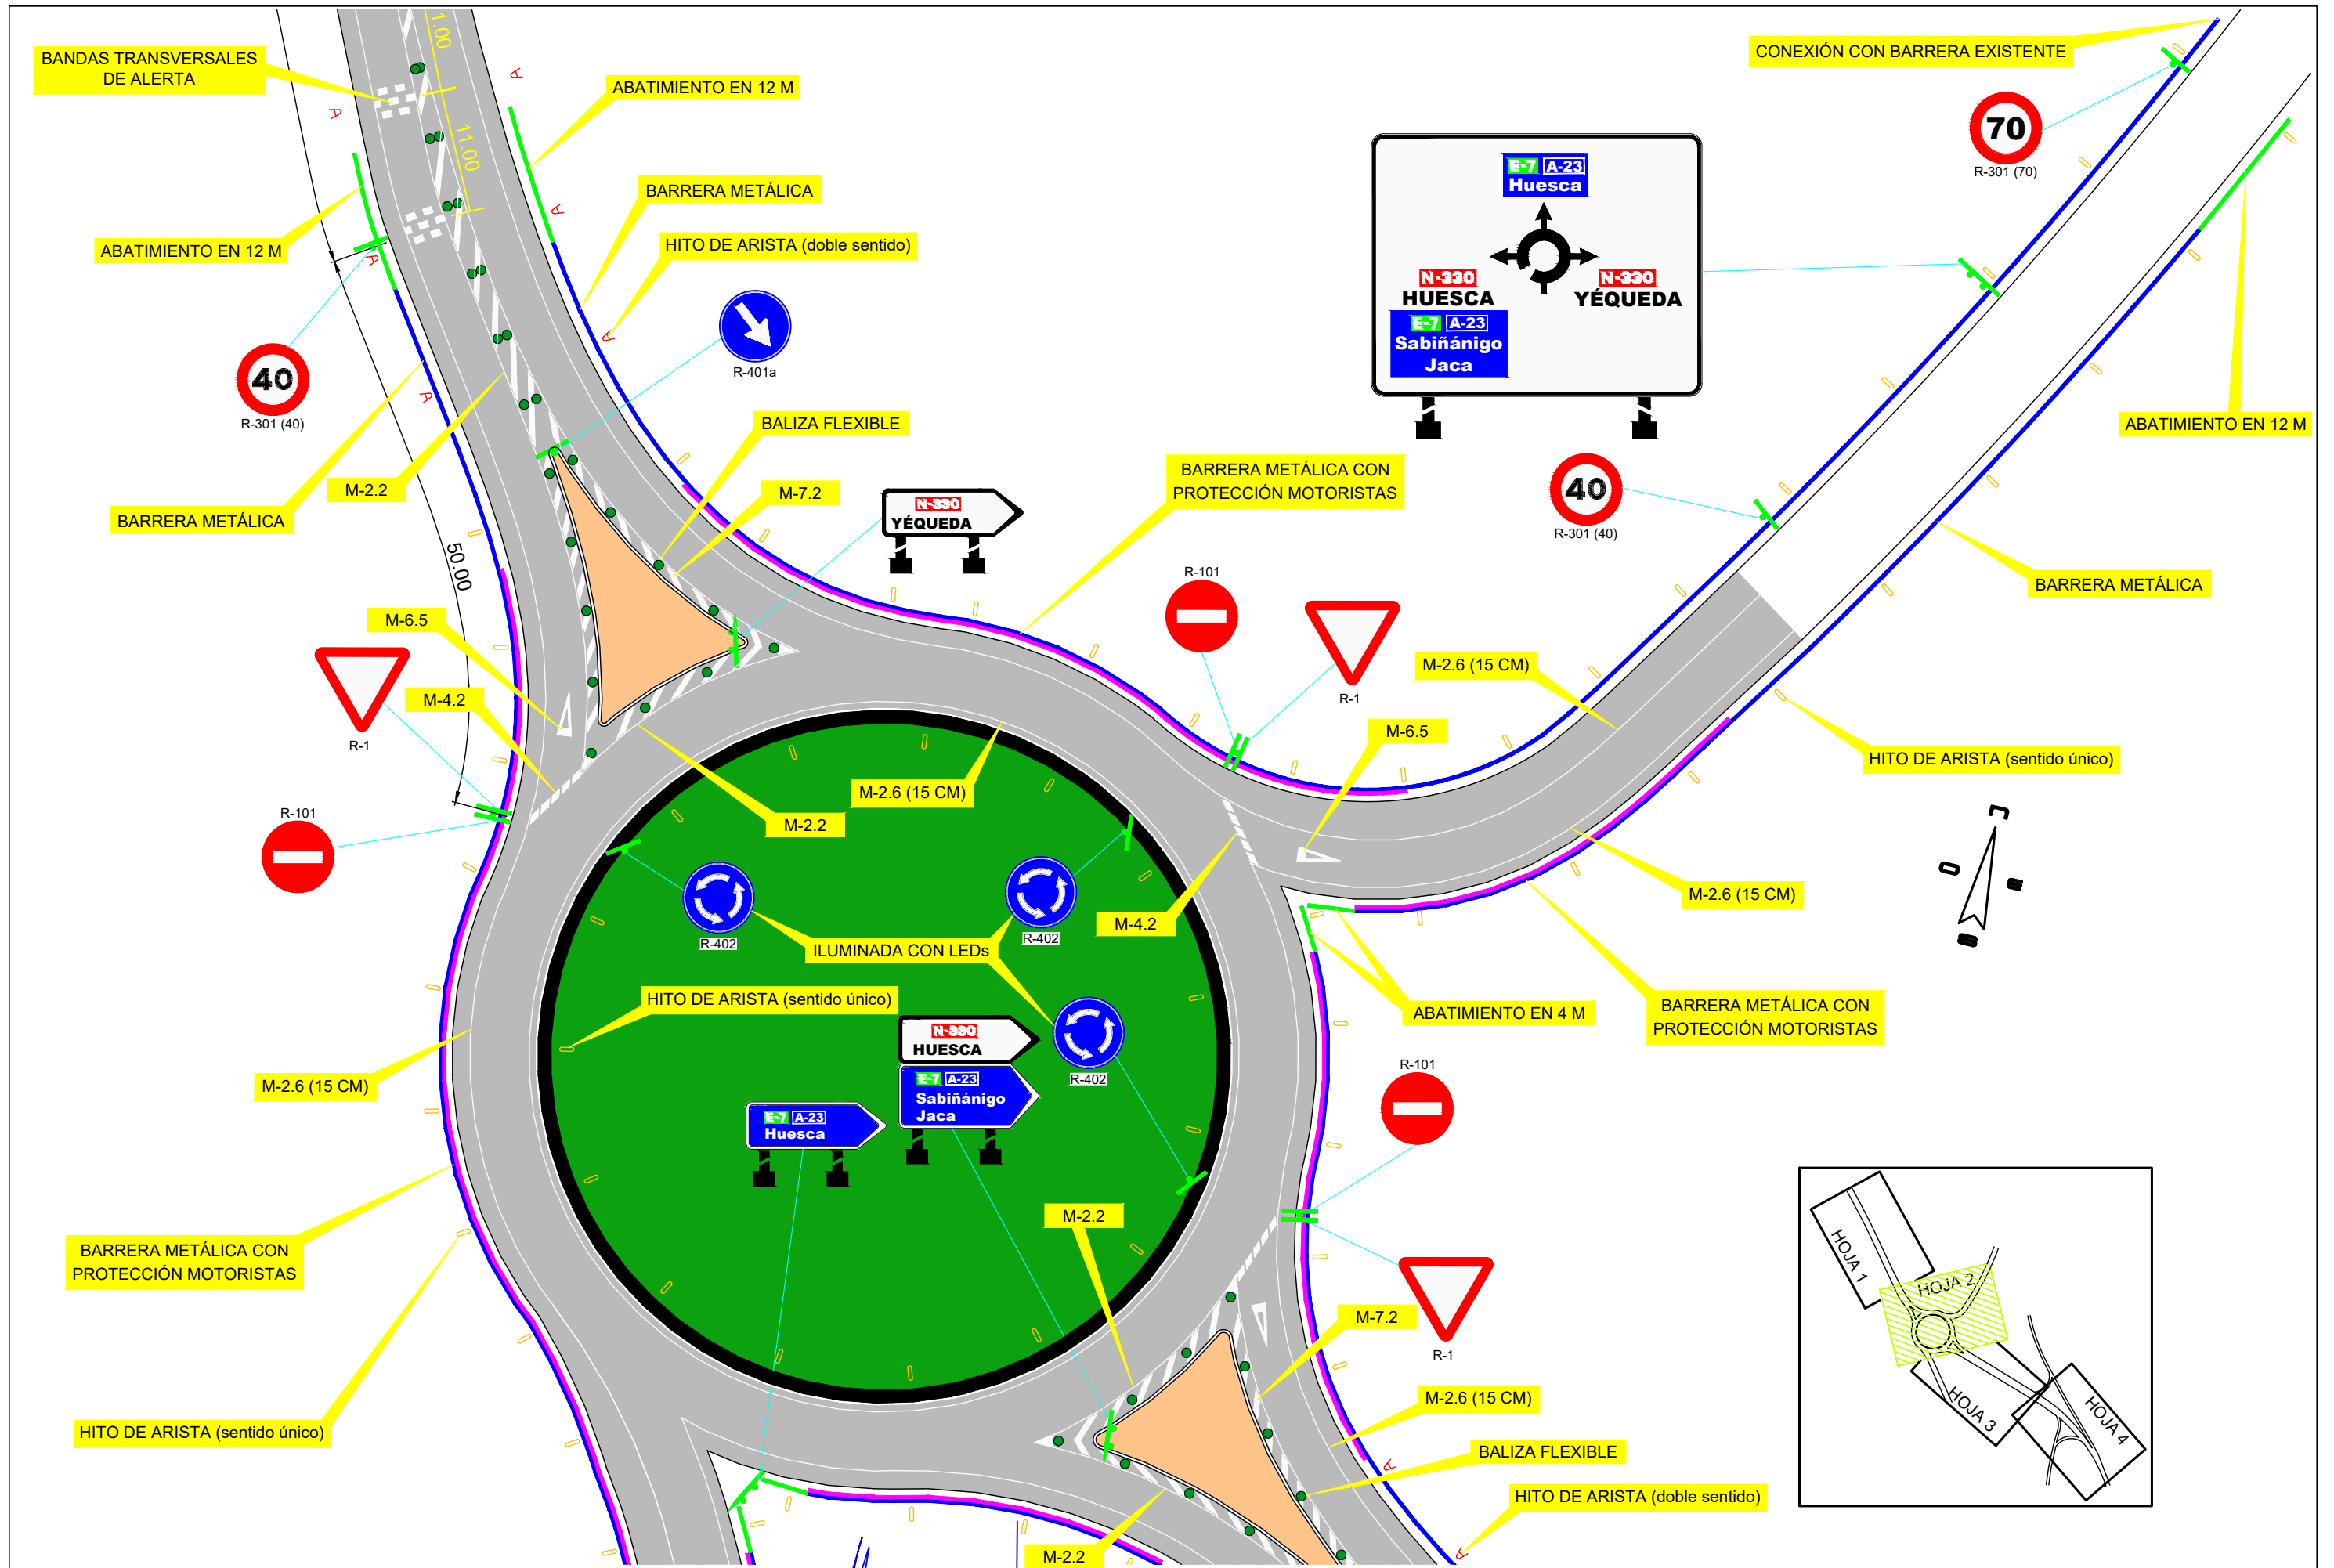 1.00
BANDAS TRANSVERSALES
DE ALERTA
ABATIMIENTO EN 12 M
CONEXIÓN CON BARRERA EXISTENTE
A
A
11.00
70
R-301 (70)
E-7 A-23
Huesca
BARRERA METÁLICA
A
ABATIMIENTO EN 12 M
HITO DE ARISTA (doble sentido)
A
N-330
HUESCA
N-330
YÉQUEDA
E-7 A-23
Sabiñánigo
Jaca
A
R-401a
40
R-301 (40)
A
BALIZA FLEXIBLE
ABATIMIENTO EN 12 M
M-2.2
M-7.2
BARRERA METÁLICA CON
PROTECCIÓN MOTORISTAS
40
R-301 (40)
BARRERA METÁLICA
N-330
YÉQUEDA
50.00
R-101
BARRERA METÁLICA
M-6.5
M-4.2
R-1
R-1
M-2.6 (15 CM)
M-6.5
HITO DE ARISTA (sentido único)
M-2.6 (15 CM)
M-2.2
R-101
M-2.6 (15 CM)
M-4.2
R-402
R-402
ILUMINADA CON LEDs
HITO DE ARISTA (sentido único)
ABATIMIENTO EN 4 M
BARRERA METÁLICA CON
PROTECCIÓN MOTORISTAS
N-330
HUESCA
E-7 A-23
Sabiñánigo
Jaca
R-402
R-101
M-2.6 (15 CM)
E-7 A-23
Huesca
M-2.2
BARRERA METÁLICA CON
PROTECCIÓN MOTORISTAS
M-7.2
R-1
HOJA 1
HOJA 2
HOJA 3
HOJA 4
M-2.6 (15 CM)
HITO DE ARISTA (sentido único)
BALIZA FLEXIBLE
A
HITO DE ARISTA (doble sentido)
A
M-2.2